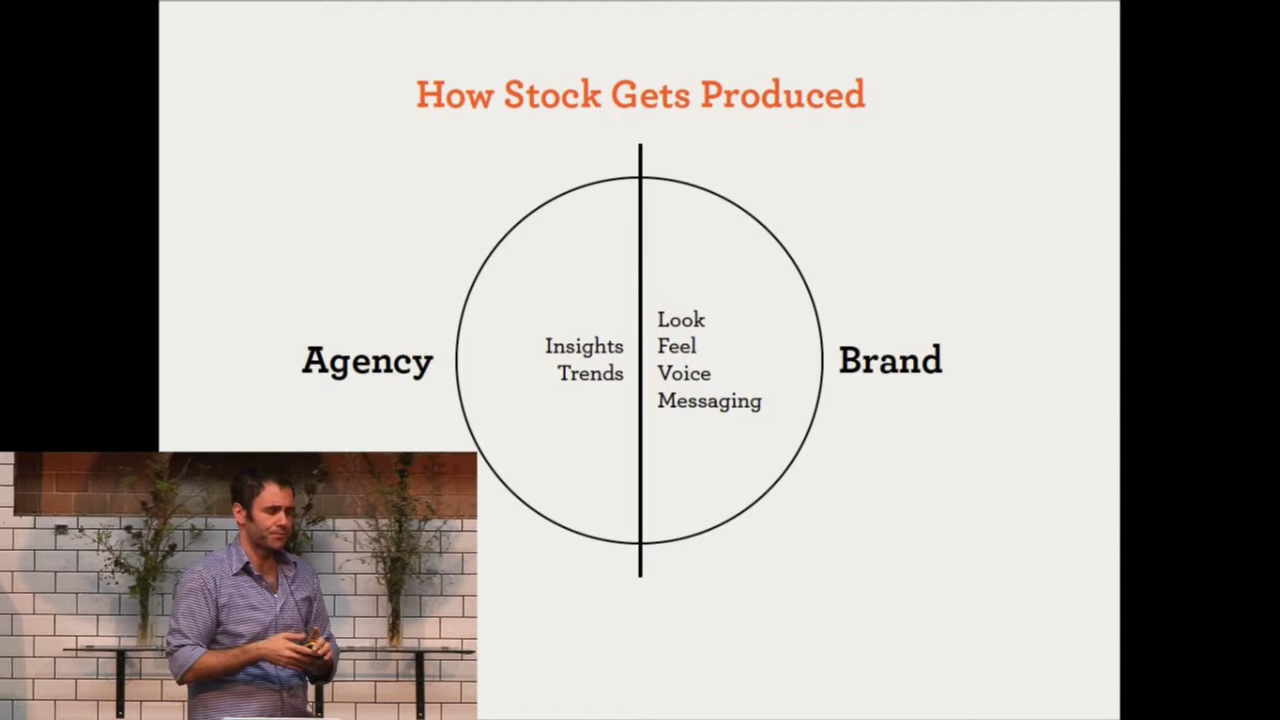 How Stock Gets Produced
Agency
Insights
Trends
Look
Feel
Voice
Messaging
Brand